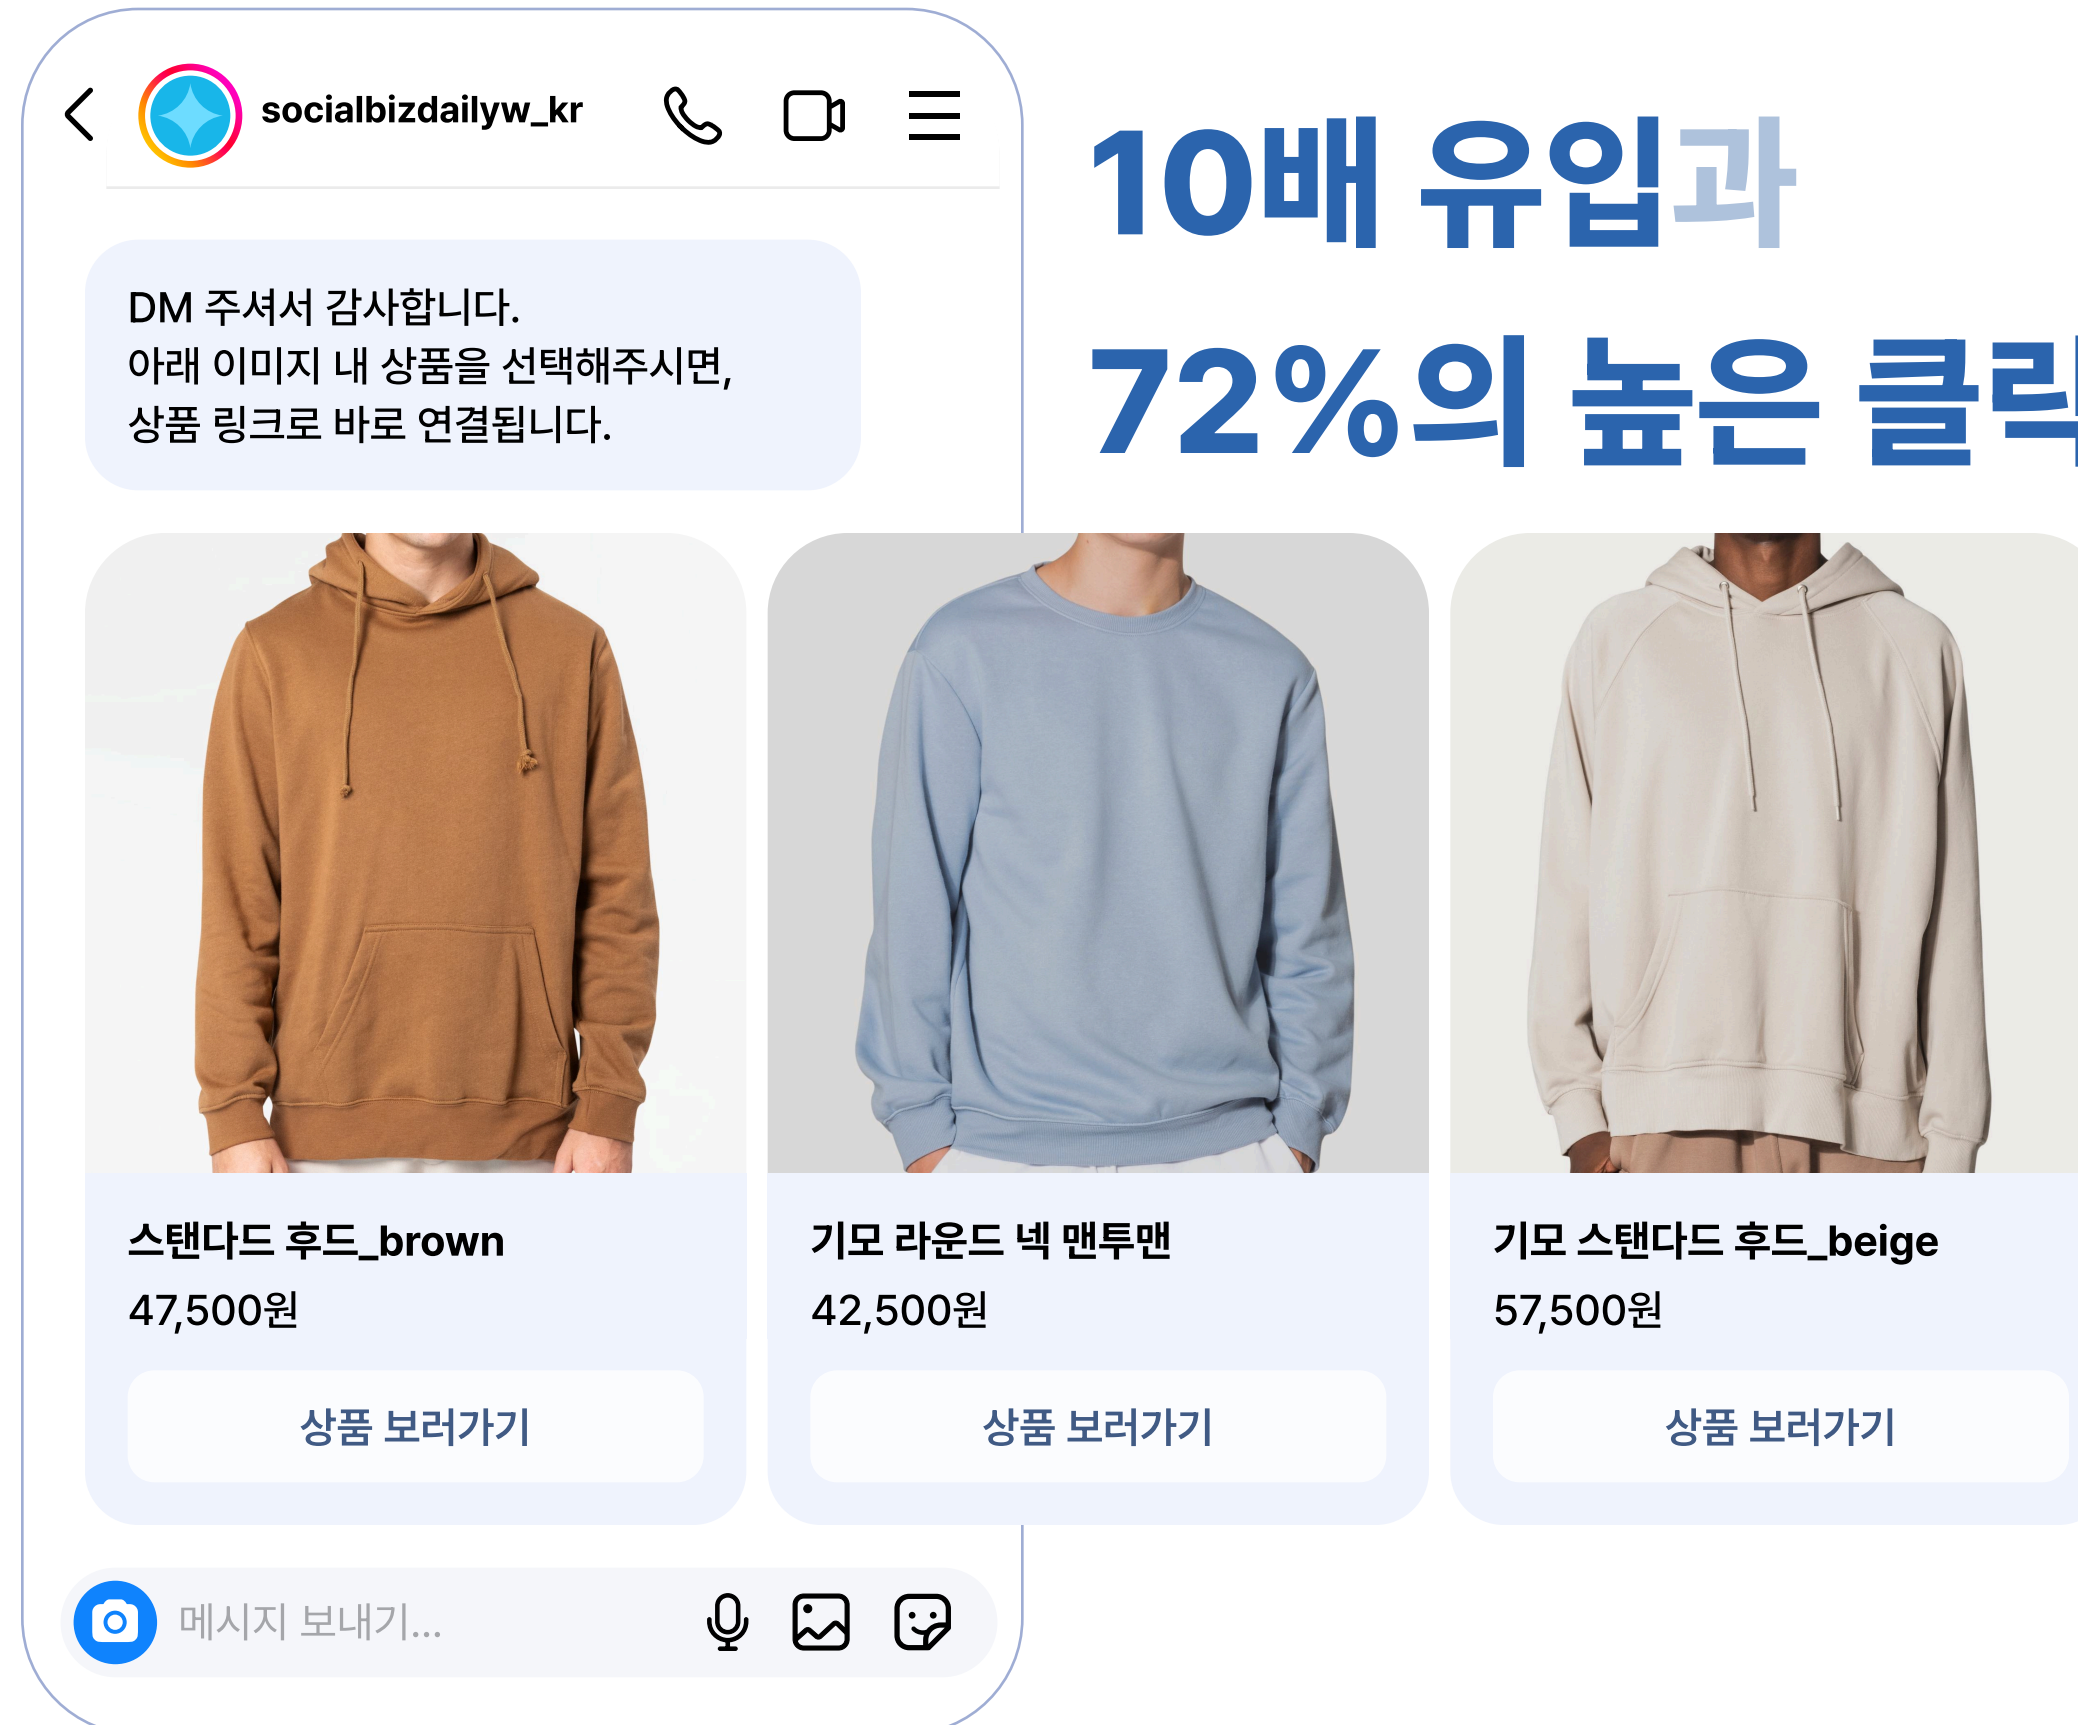 socialbizdailyw_kr
10배 유입과
72%의 높은 클릭
DM 주셔서 감사합니다.
아래 이미지 내 상품을 선택해주시면,
상품 링크로 바로 연결됩니다.
스탠다드 후드_brown
47,500원
상품 보러가기
기모 라운드 넥 맨투맨
42,500원
상품 보러가기
기모 스탠다드 후드_beige
57,500원
상품 보러가기
메시지 보내기...